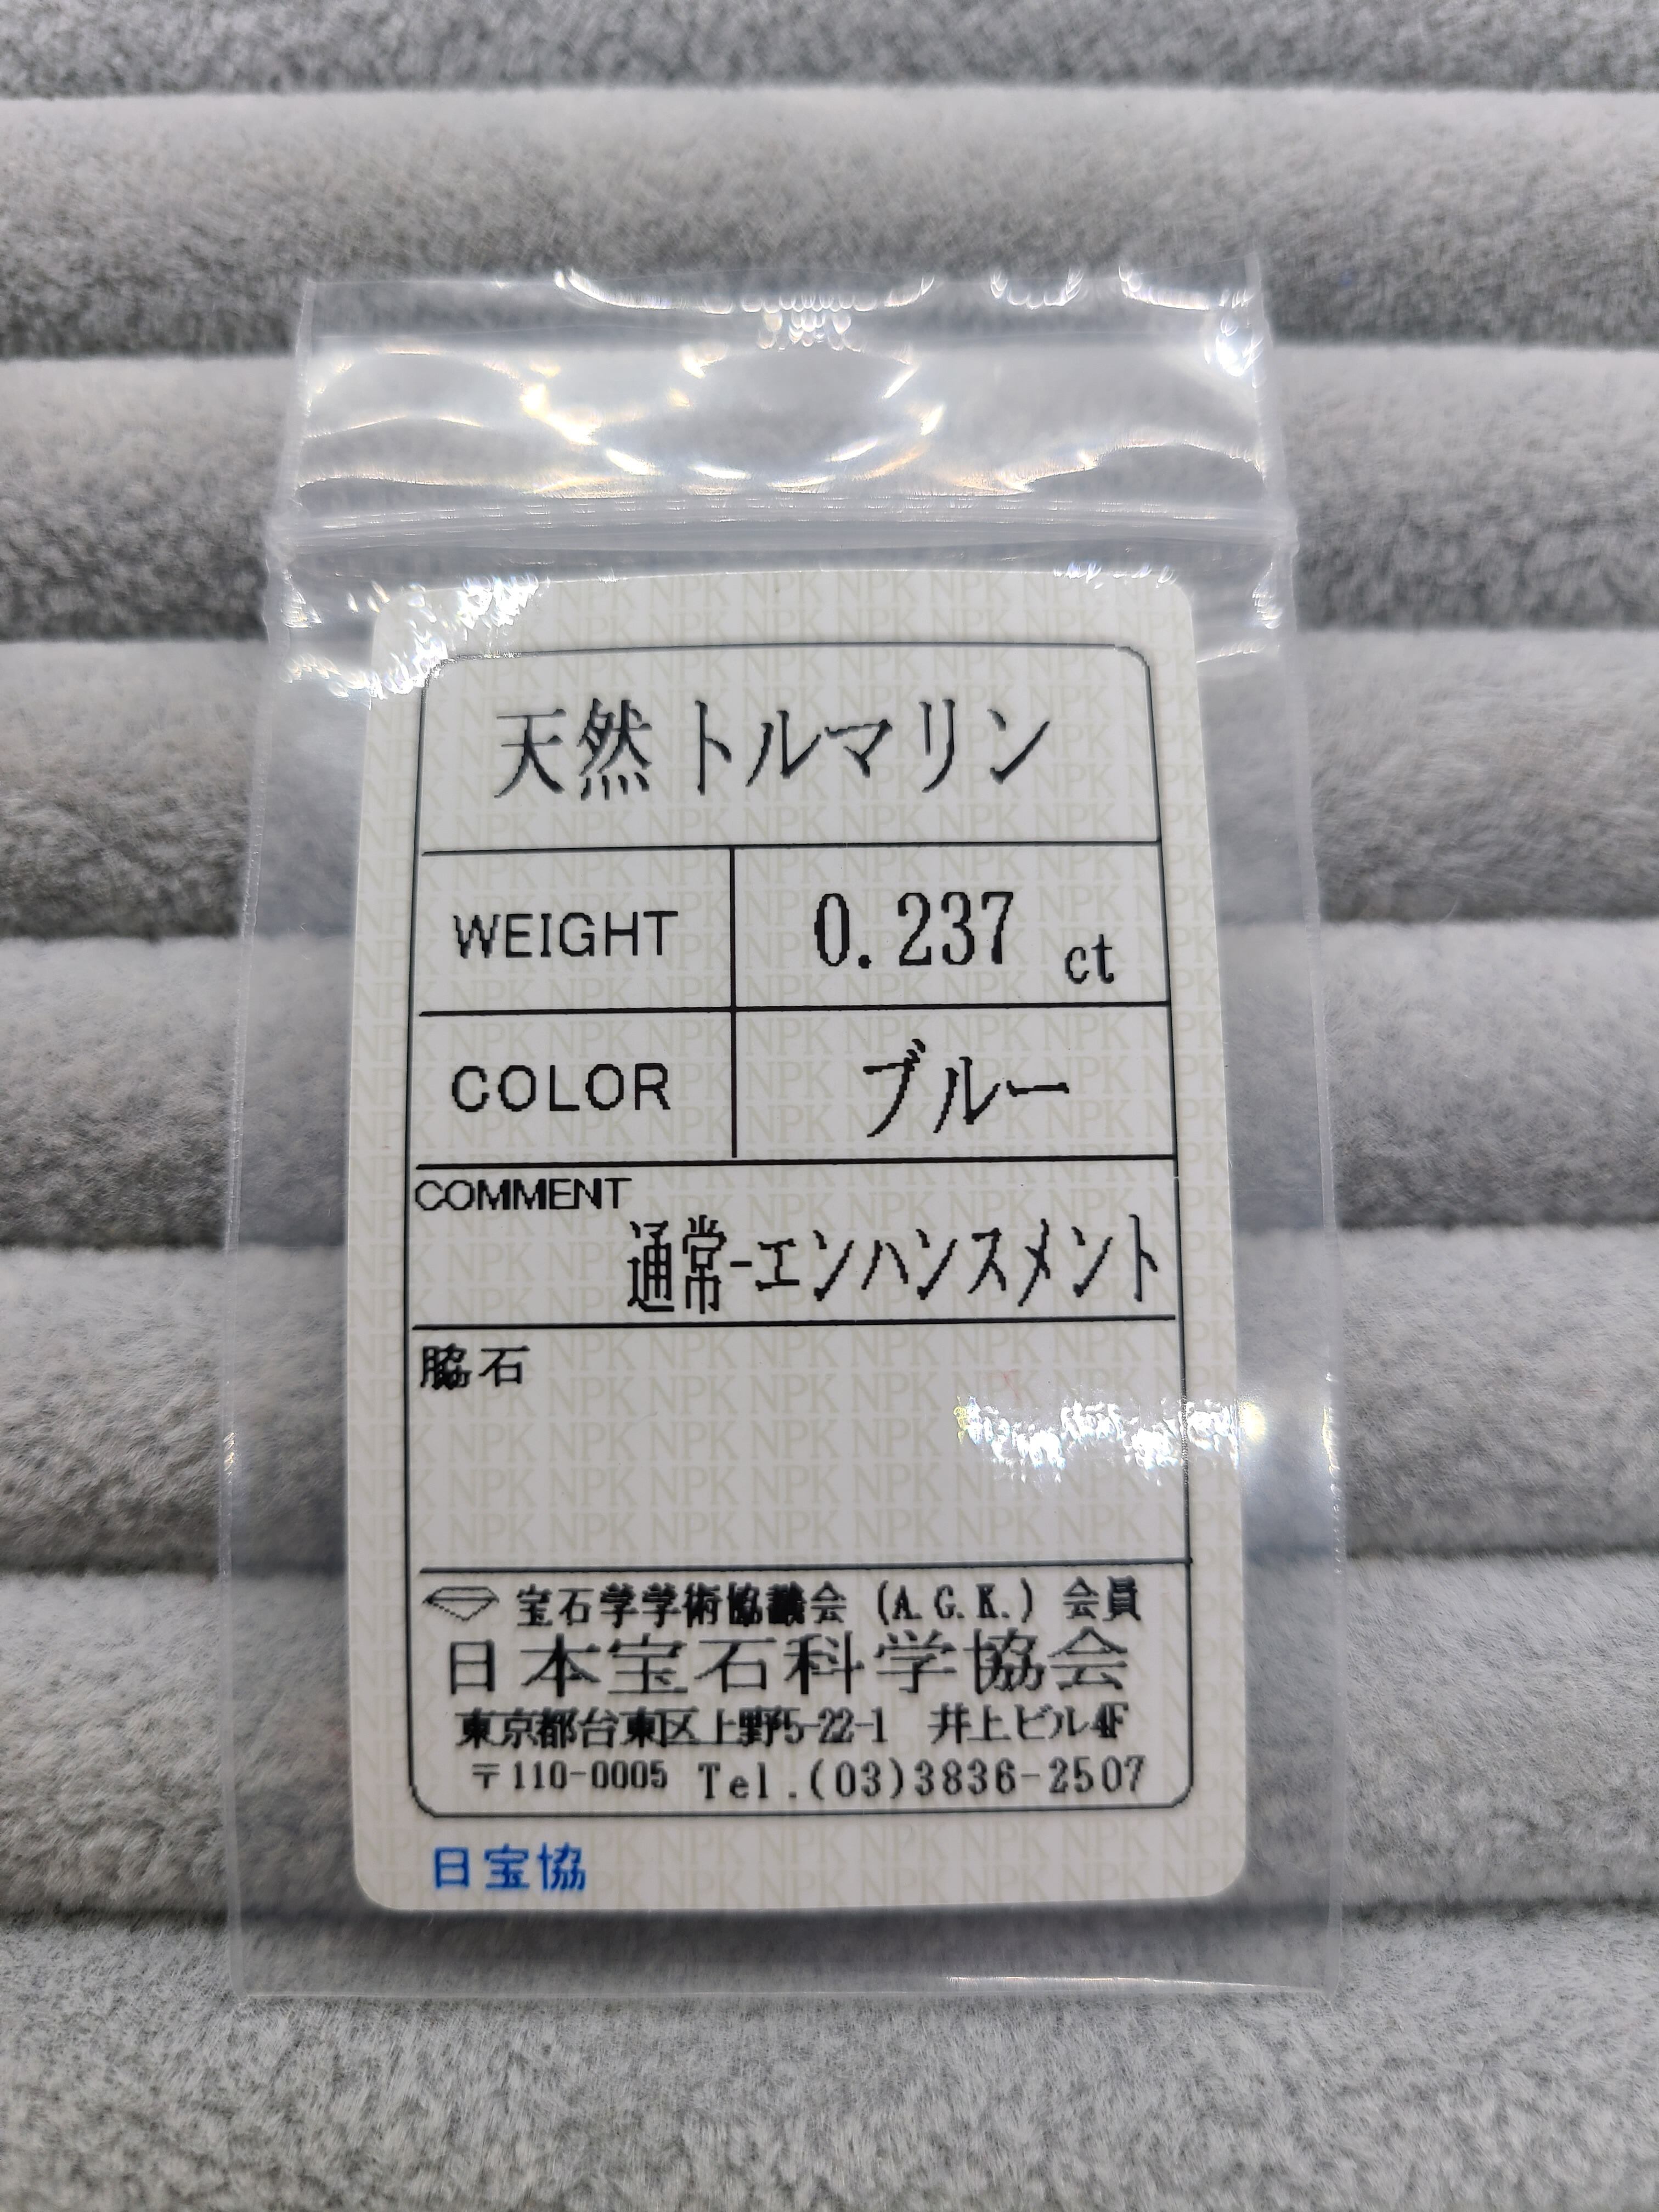 天然 トルマリン
WEIGHT 0.237 ct
COLOR ブルー
COMMENT
通常-エンハンスメント
脇石
宝石学学術協議会 (A.G.K.) 会員
日本宝石科学協会
東京都台東区上野5-22-1 井上ビル4F
〒110-0005 Tel.(03)3836-2507
日宝協